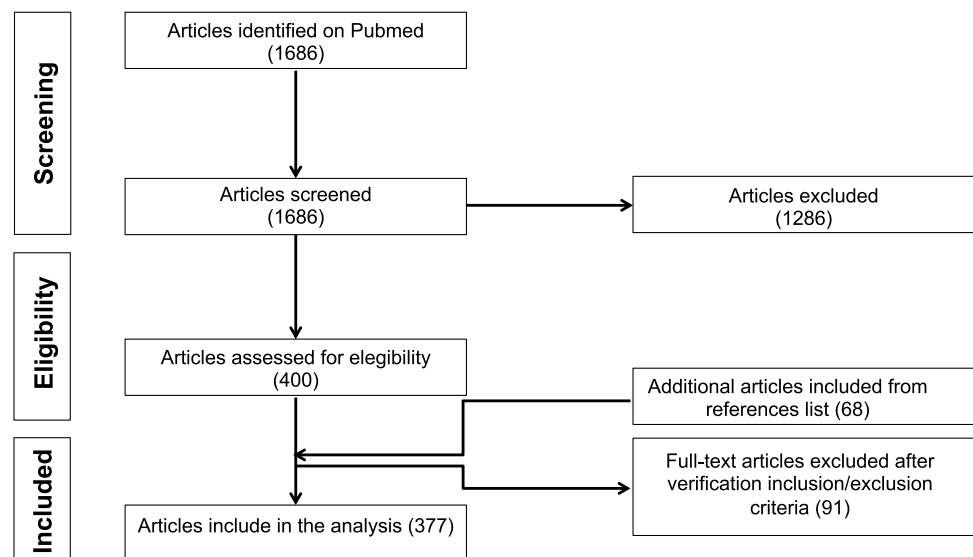 Screening
Articles identified on Pubmed
(1686)
Articles screened
(1686)
Articles excluded
(1286)
Eligibility
Articles assessed for elegibility
(400)
Additional articles included from
references list (68)
Included
Full-text articles excluded after
verification inclusion/exclusion
criteria (91)
Articles include in the analysis (377)